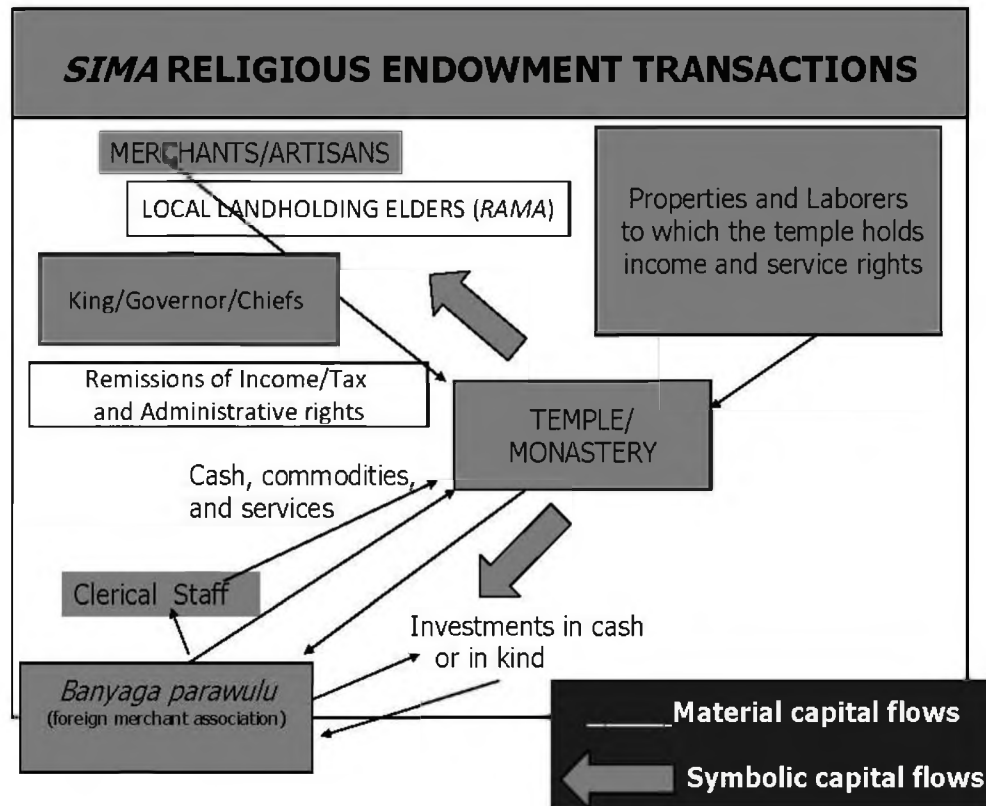 SIMA RELIGIOUS ENDOWMENT TRANSACTIONS
MERCHANTS/ARTISANS
LOCAL LANDHOLDING ELDERS (RAMA)
Properties and Laborers
to which the temple holds
income and service rights
King/Governor/Chiefs
Remissions of Income/Tax
and Administrative rights
TEMPLE/
MONASTERY
Cash, commodities,
and services
Clerical Staff
Investments in cash
or in kind
Banyaga parawulu
(foreign merchant association)
Material capital flows
Symbolic capital flows